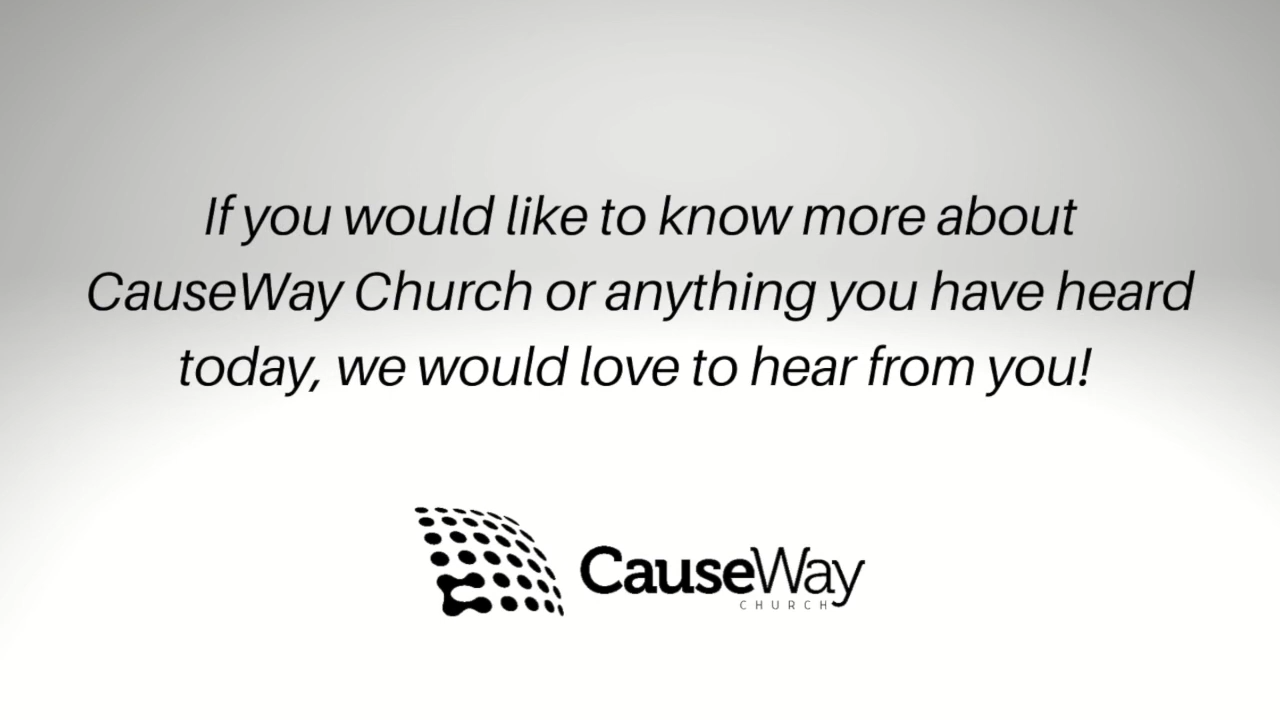 If you would like to know more about
CauseWay Church or anything you have heard
today, we would love to hear from you!
CauseWay
CHURCH